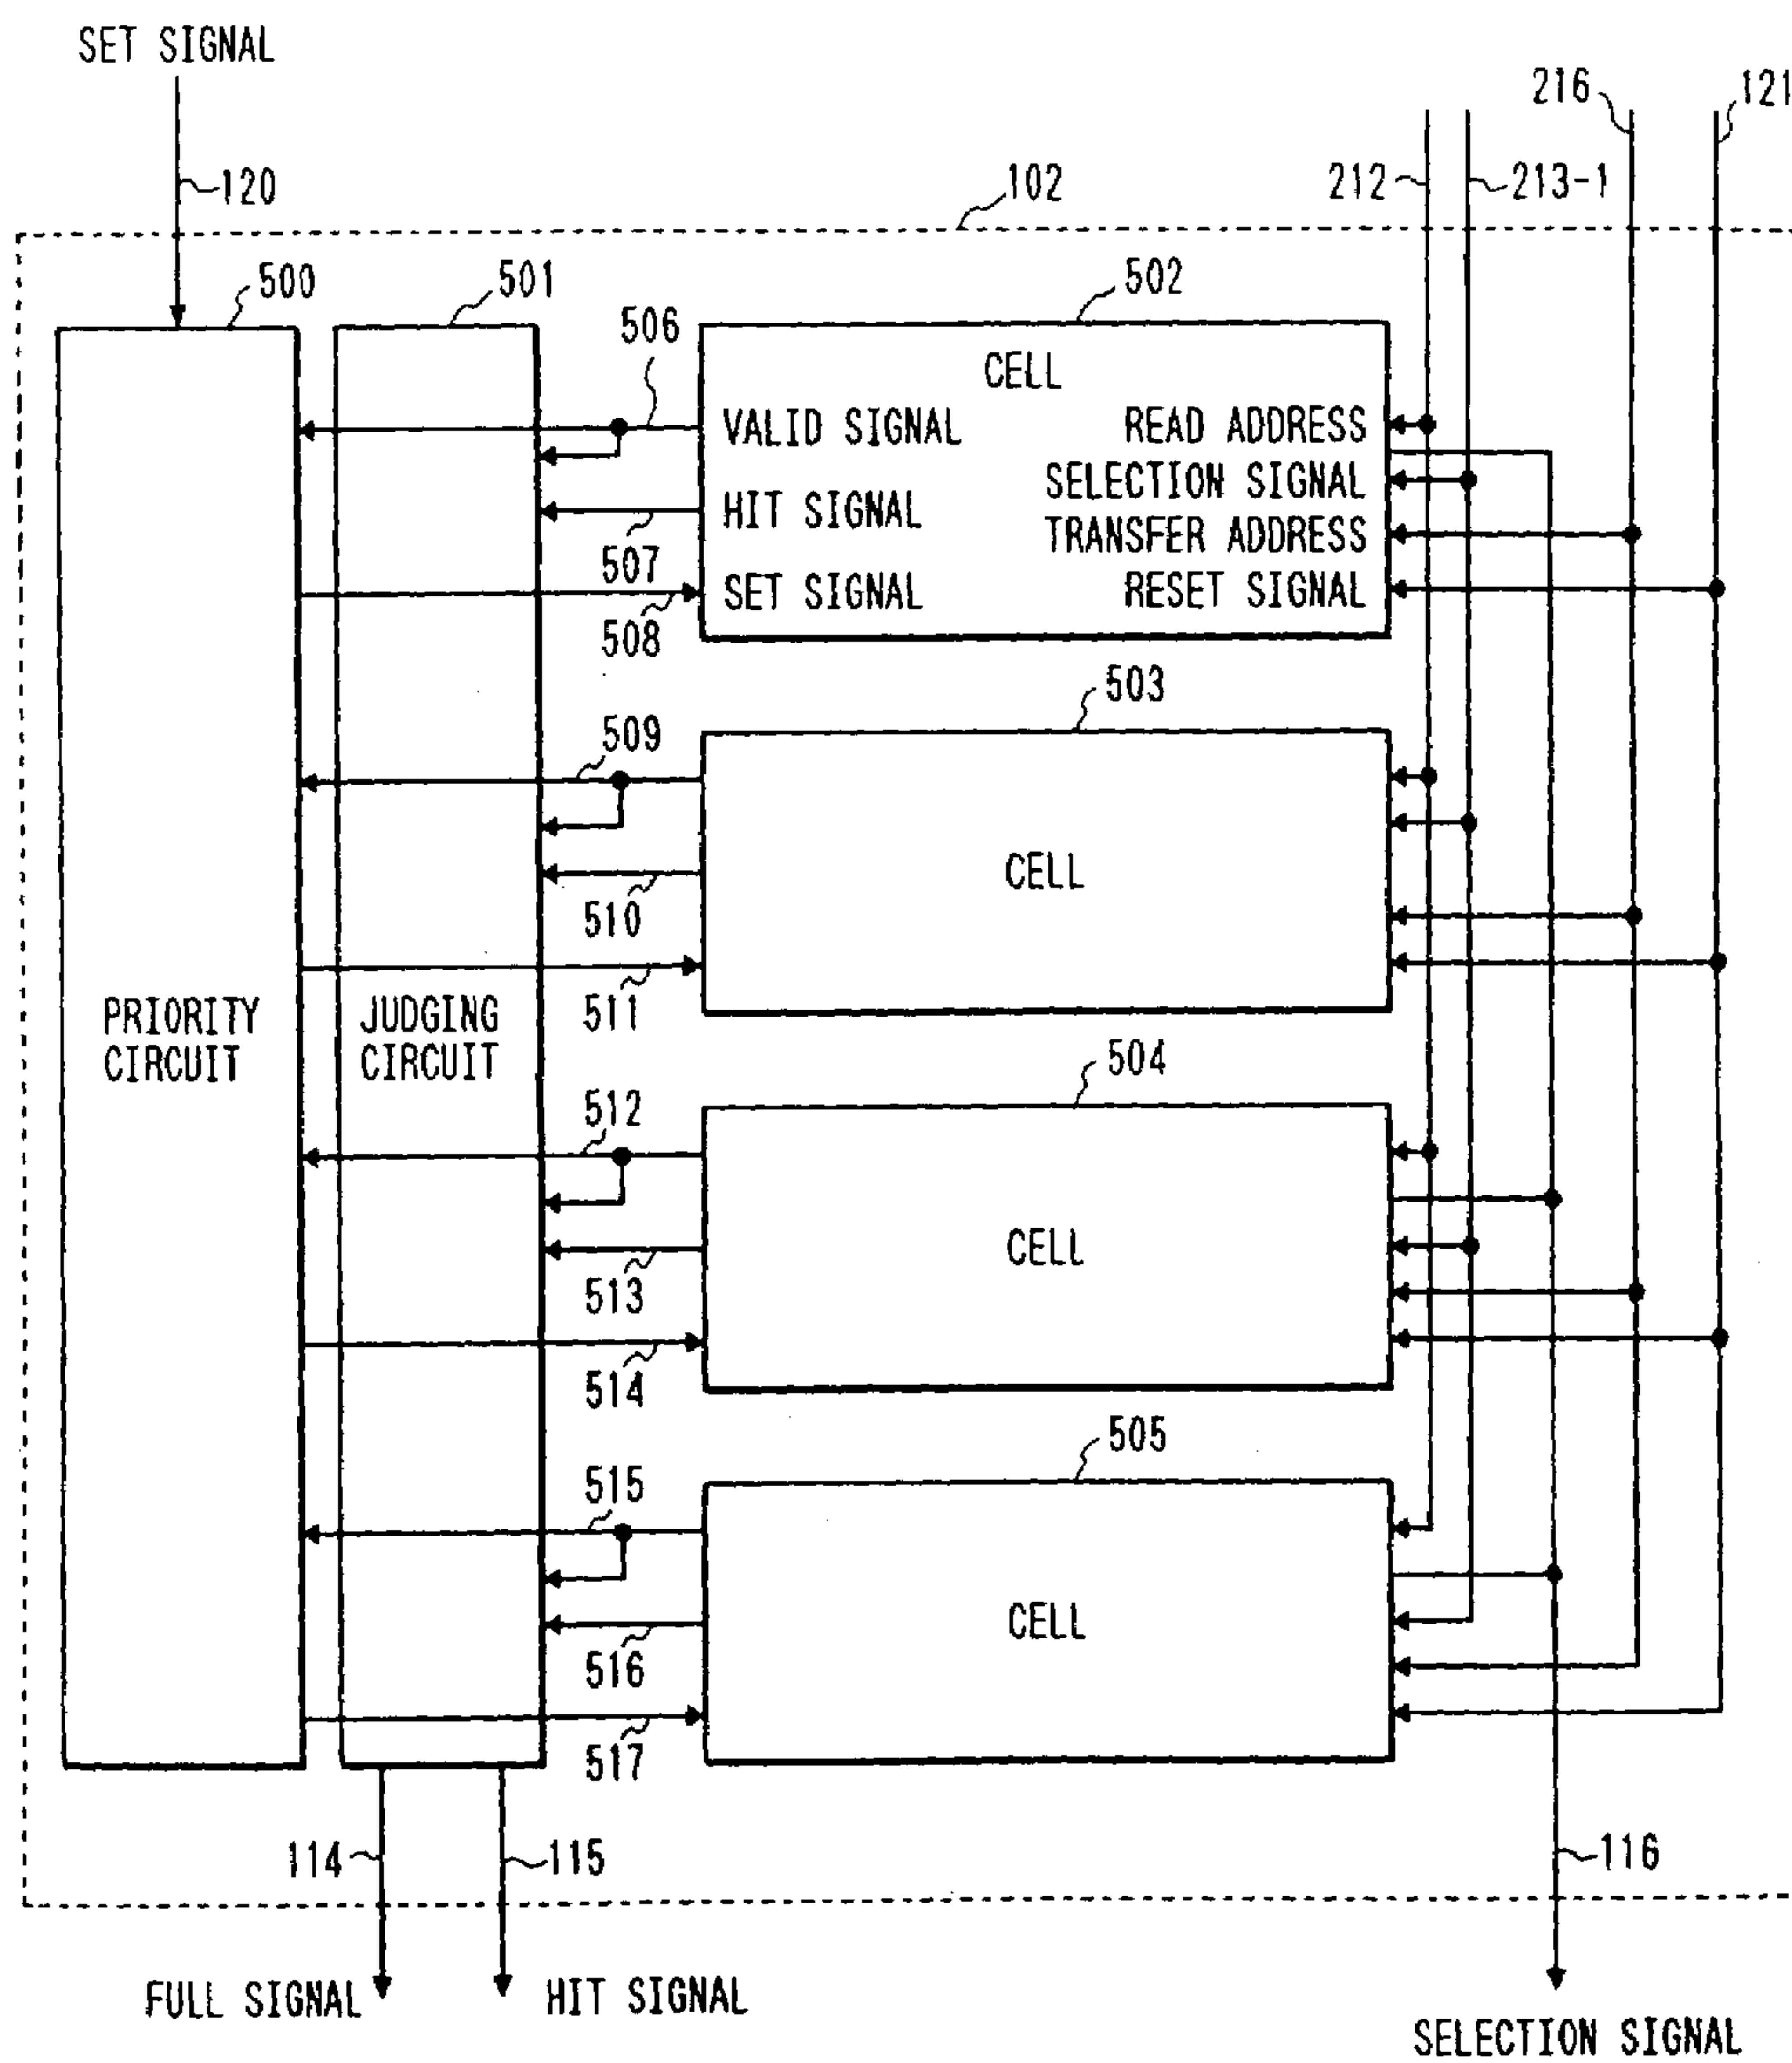 SET SIGNAL
216
121
120
102
212
213-1
500
501
506
502
CELL
VALID SIGNAL
READ ADDRESS
SELECTION SIGNAL
HIT SIGNAL
TRANSFER ADDRESS
507
SET SIGNAL
RESET SIGNAL
508
503
509
CELL
510
511
PRIORITY
CIRCUIT
JUDGING
CIRCUIT
504
512
CELL
513
514
505
515
CELL
516
517
114
115
116
FULL SIGNAL
HIT SIGNAL
SELECTION SIGNAL